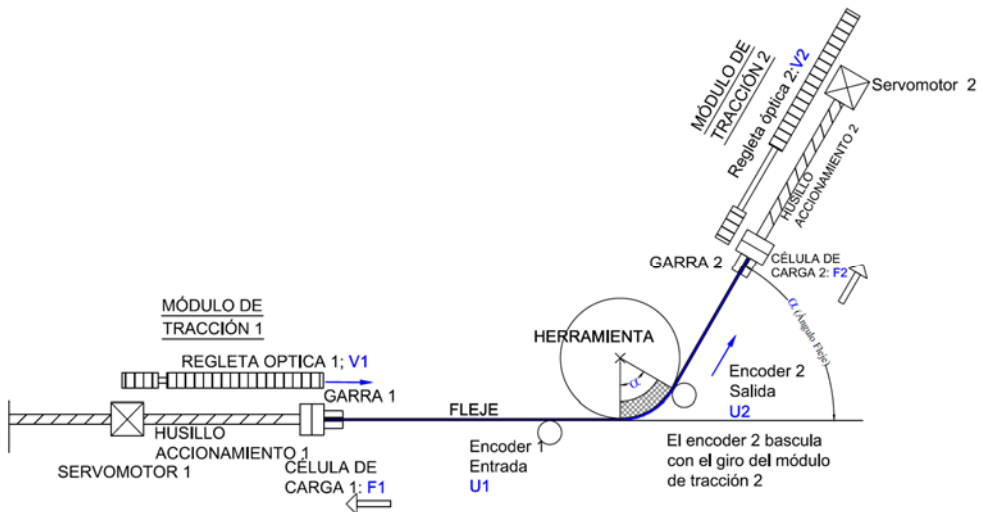 MÓDULO DE
TRACCIÓN 2
Regleta óptica 2:V2
Servomotor 2
HUSILLO
ACCIONAMIENTO 2
GARRA 2
CÉLULA DE
CARGA 2: F2
α (Ángulo Fleje)
MÓDULO DE
TRACCIÓN 1
REGLETA OPTICA 1; V1
GARRA 1
HERRAMIENTA
α
FLEJE
HUSILLO
ACCIONAMIENTO 1
SERVOMOTOR 1
CÉLULA DE
CARGA 1: F1
Encoder 1
Entrada
U1
Encoder 2
Salida
U2
El encoder 2 bascula
con el giro del módulo
de tracción 2